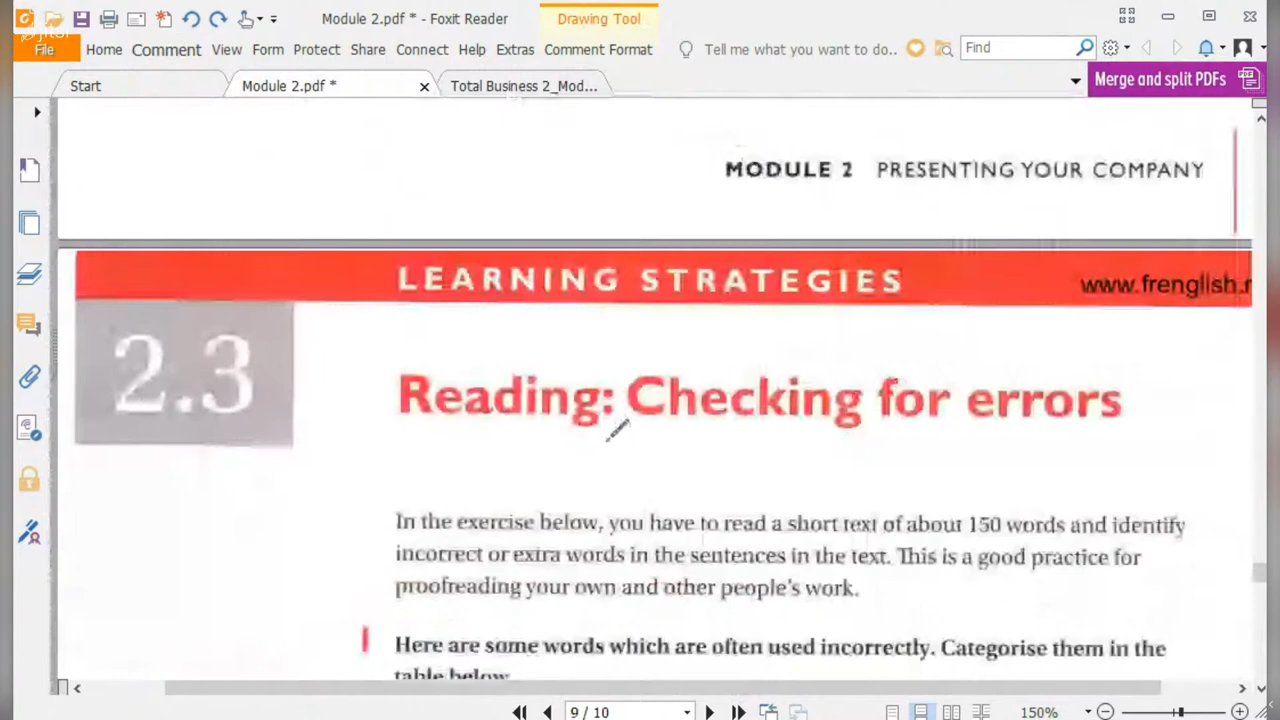 Module 2.pdf * - Foxit Reader
Drawing Tool
File Home Comment View Form Protect Share Connect Help Extras Comment Format Tell me what you want to do.. Find
Start Module 2.pdf * Total Business 2_Mod... Merge and split PDFs
MODULE 2 PRESENTING YOUR COMPANY
LEARNING STRATEGIES
www.frenglish.r
2.3
Reading: Checking for errors
In the exercise below, you have to read a short text of about 150 words and identify
incorrect or extra words in the sentences in the text. This is a good practice for
proofreading your own and other people's work.
I Here are some words which are often used incorrectly. Categorise them in the
table below.
9 / 10 150%